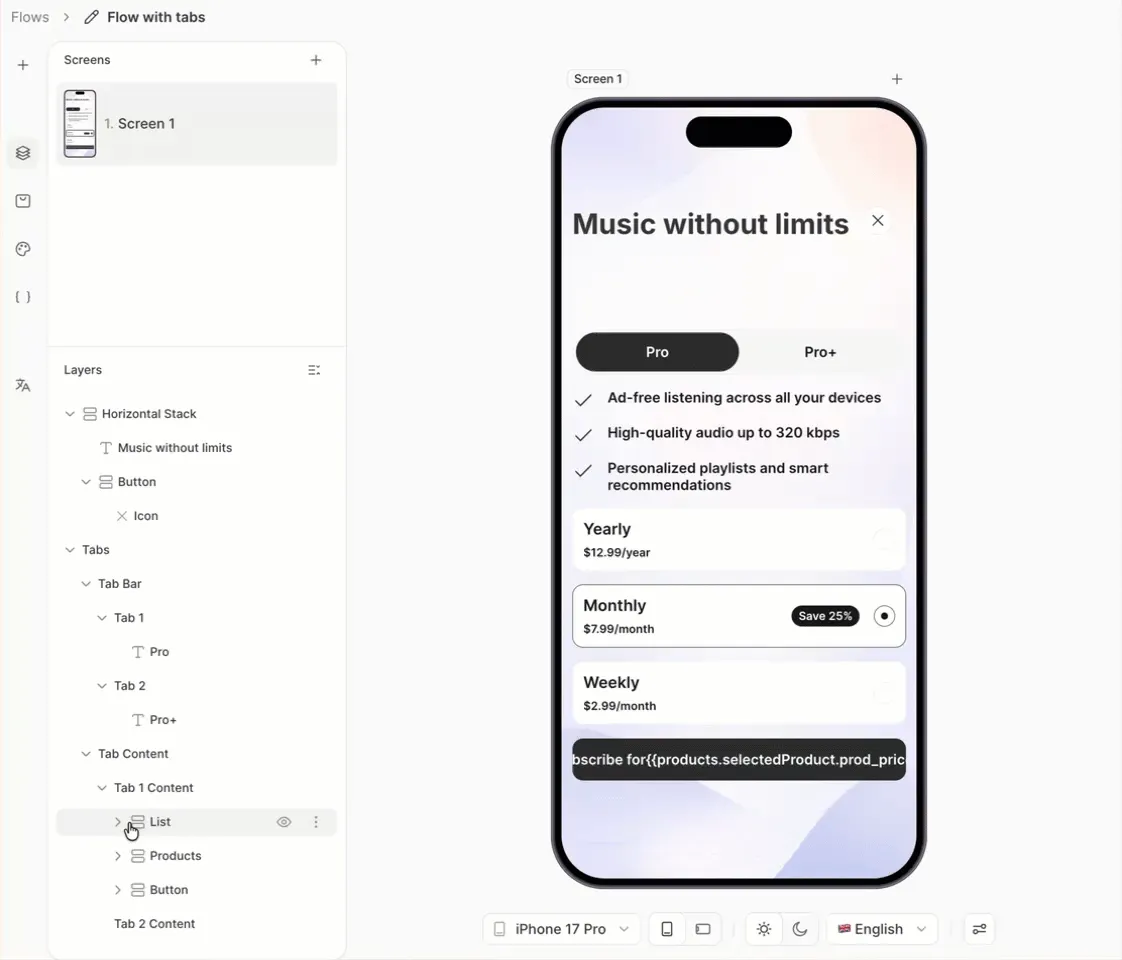 Flows
Flow with tabs
Screens
1. Screen 1
Layers
Horizontal Stack
Music without limits
Button
Icon
Tabs
Tab Bar
Tab 1
Pro
Tab 2
Pro+
Tab Content
Tab 1 Content
List
Products
Button
Tab 2 Content
Screen 1
Music without limits
Pro
Pro+
Ad-free listening across all your devices
High-quality audio up to 320 kbps
Personalized playlists and smart
recommendations
Yearly
$12.99/year
Monthly
$7.99/month
Save 25%
Weekly
$2.99/month
bscribe for{{products.selectedProduct.prod_pric
iPhone 17 Pro
English